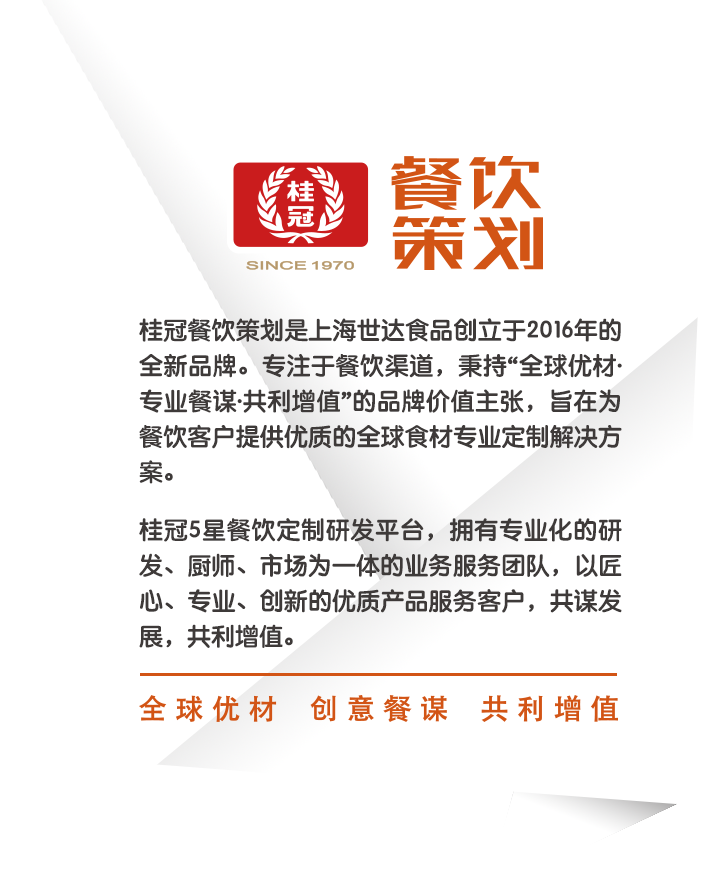 桂冠
SINCE 1970
餐饮
策划
桂冠餐饮策划是上海世达食品创立于2016年的
全新品牌。专注于餐饮渠道，秉持“全球优材·
专业餐谋·共利增值”的品牌价值主张，旨在为
餐饮客户提供优质的全球食材专业定制解决方
案。
桂冠5星餐饮定制研发平台，拥有专业化的研
发、厨师、市场为一体的业务服务团队，以匠
心、专业、创新的优质产品服务客户，共谋发
展，共利增值。
全球优材 创意餐谋 共利增值